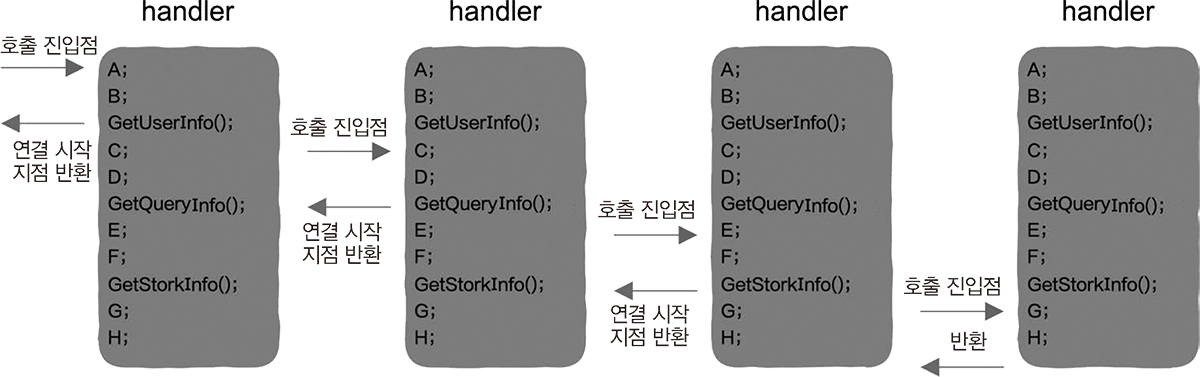 handler
호출 진입점
A;
B;
GetUserInfo();
C;
D;
GetQueryInfo();
E;
F;
GetStorkInfo();
G;
H;
연결 시작
지점 반환
handler
호출 진입점
A;
B;
GetUserInfo();
C;
D;
GetQueryInfo();
E;
F;
GetStorkInfo();
G;
H;
연결 시작
지점 반환
handler
호출 진입점
A;
B;
GetUserInfo();
C;
D;
GetQueryInfo();
E;
F;
GetStorkInfo();
G;
H;
연결 시작
지점 반환
handler
호출 진입점
A;
B;
GetUserInfo();
C;
D;
GetQueryInfo();
E;
F;
GetStorkInfo();
G;
H;
반환